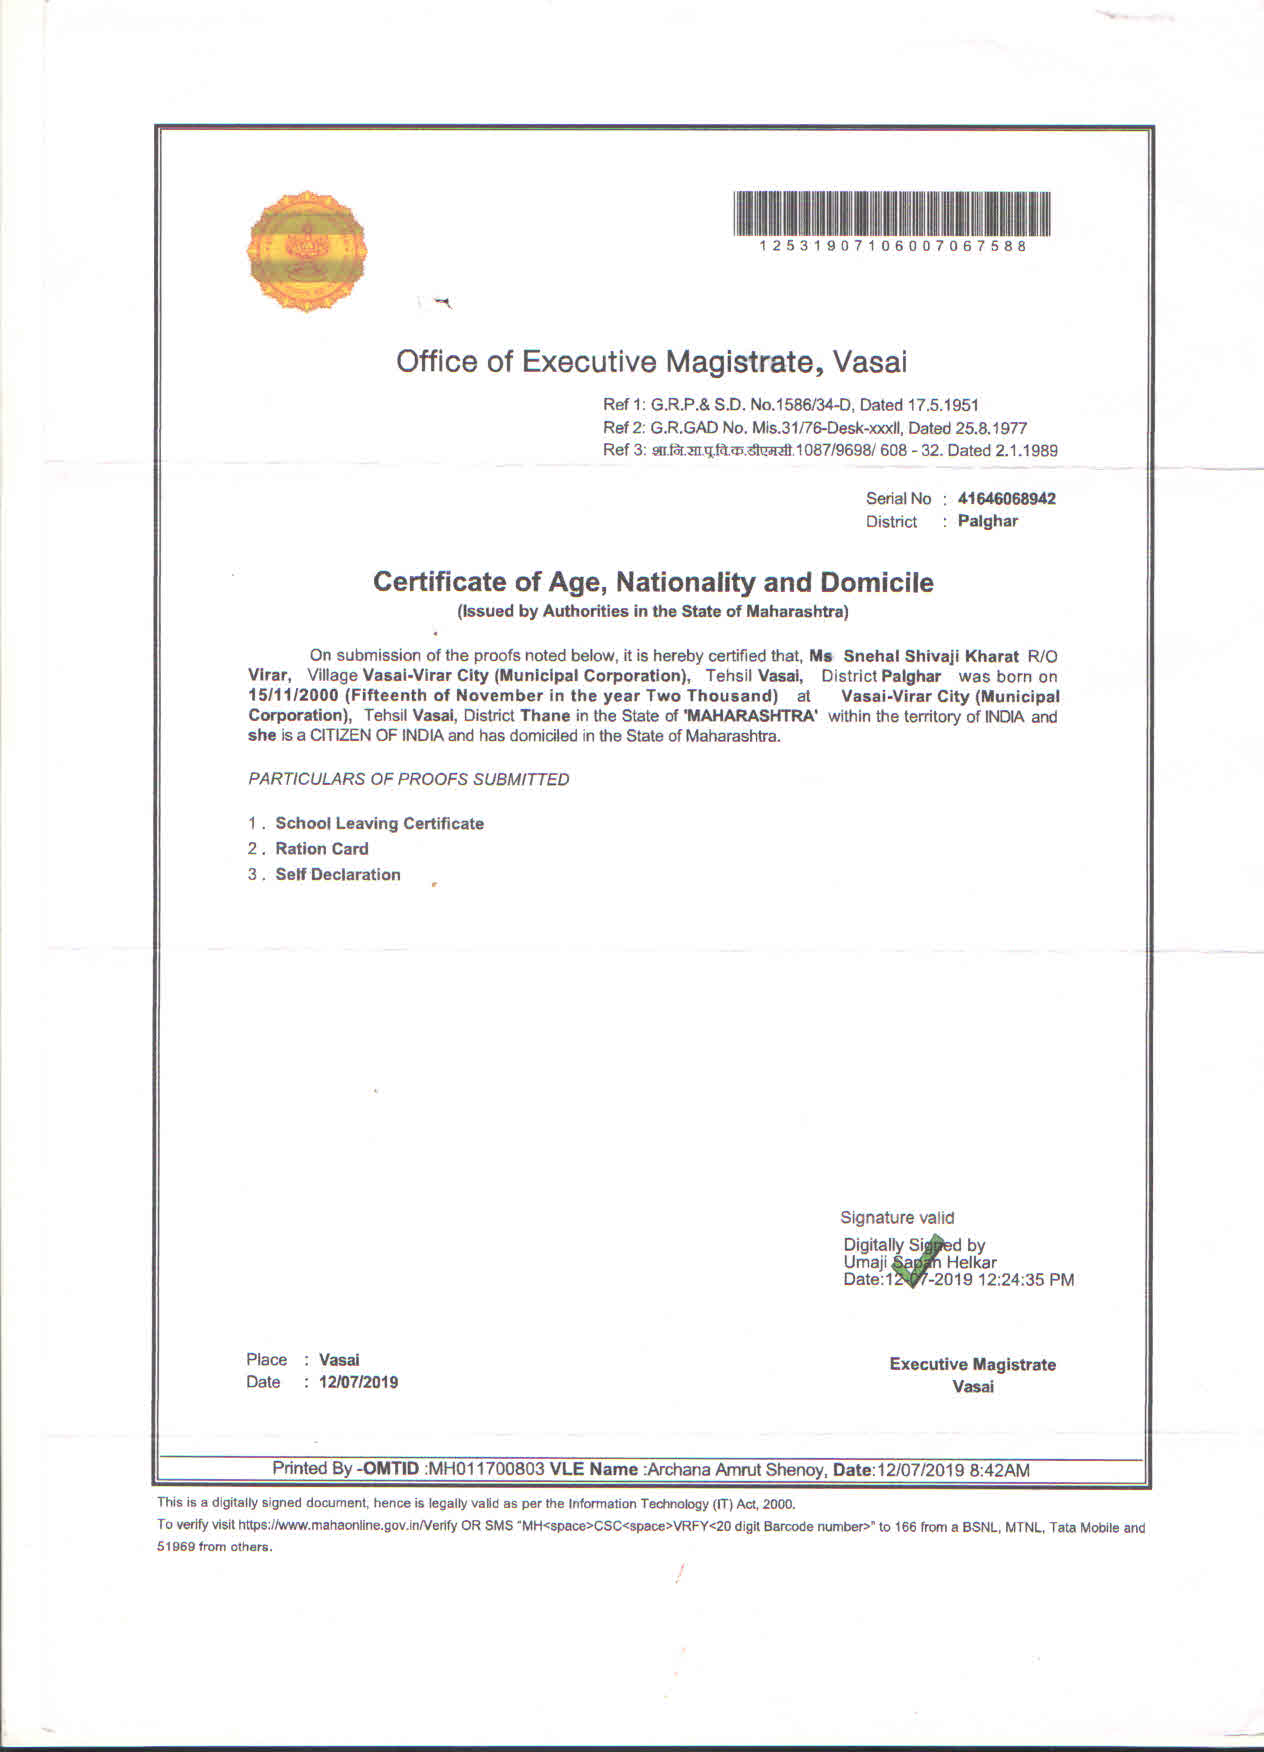 12531907106007067588
Office of Executive Magistrate, Vasai
Ref 1: G.R.P.& S.D. No.1586/34-D, Dated 17.5.1951
Ref 2: G.R.GAD No. Mis.31/76-Desk-xxxII, Dated 25.8.1977
Ref 3: शा.नि.सा.पू.वि.क.डीएमसी.1087/9698/ 608 - 32. Dated 2.1.1989
Serial No : 41646068942
District : Palghar
Certificate of Age, Nationality and Domicile
(Issued by Authorities in the State of Maharashtra)
On submission of the proofs noted below, it is hereby certified that, Ms Snehal Shivaji Kharat R/O
Virar, Village Vasai-Virar City (Municipal Corporation), Tehsil Vasai, District Palghar was born on
15/11/2000 (Fifteenth of November in the year Two Thousand) at Vasai-Virar City (Municipal
Corporation), Tehsil Vasai, District Thane in the State of 'MAHARASHTRA' within the territory of INDIA and
she is a CITIZEN OF INDIA and has domiciled in the State of Maharashtra.
PARTICULARS OF PROOFS SUBMITTED
1 . School Leaving Certificate
2 . Ration Card
3 . Self Declaration
Signature valid
Digitally Signed by
Umaji Sapan Helkar
Date:12-07-2019 12:24:35 PM
Place : Vasai
Date : 12/07/2019
Executive Magistrate
Vasai
Printed By -OMTID :MH011700803 VLE Name :Archana Amrut Shenoy, Date:12/07/2019 8:42AM
This is a digitally signed document, hence is legally valid as per the Information Technology (IT) Act, 2000.
To verify visit https://www.mahaonline.gov.in/Verify OR SMS "MH<space>CSC<space>VRFY<20 digit Barcode number>" to 166 from a BSNL, MTNL, Tata Mobile and
51969 from others.